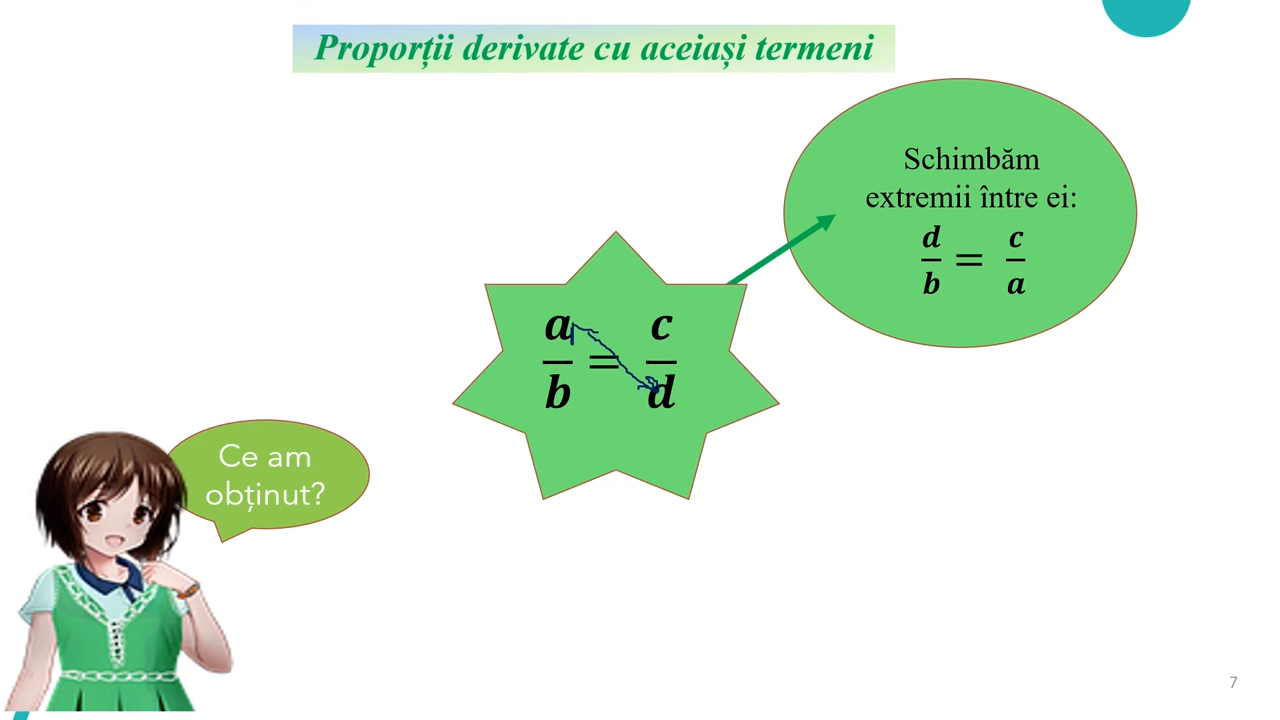 Proporții derivate cu aceiași termeni
Schimbăm
extremii între ei:
d/b = c/a
a/b = c/d
Ce am
obținut?
7